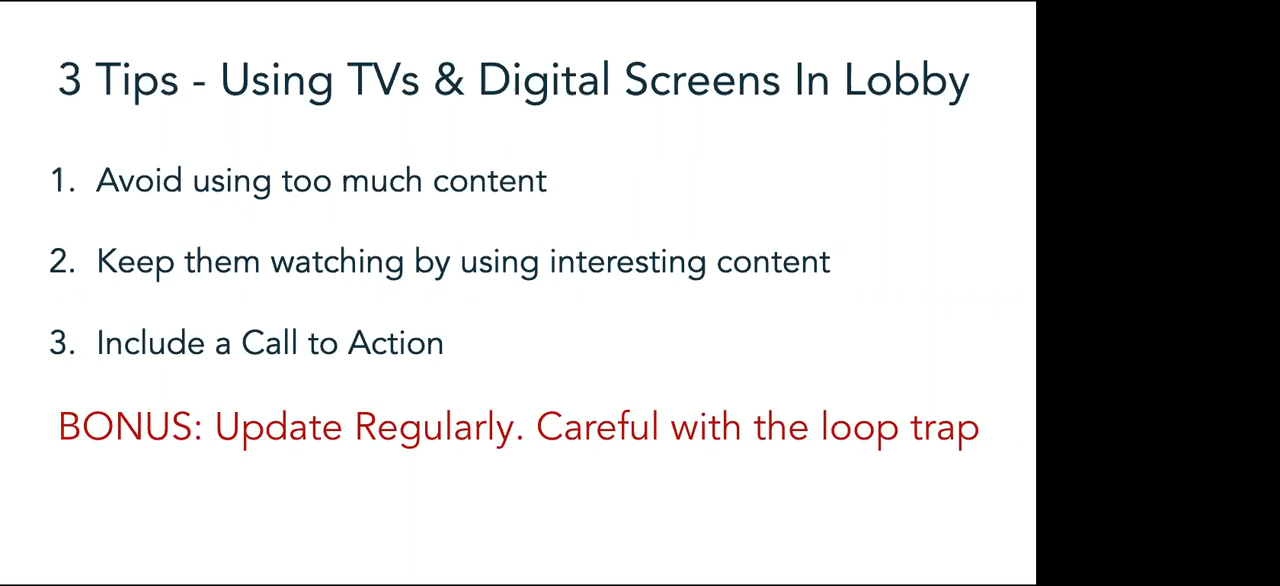 3 Tips - Using TVs & Digital Screens In Lobby
1. Avoid using too much content
2. Keep them watching by using interesting content
3. Include a Call to Action
BONUS: Update Regularly. Careful with the loop trap